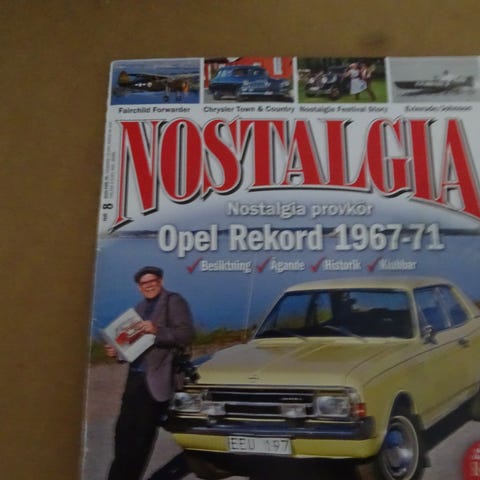 Fairchild Forwarder
Chrysler Town & Country
Nostalgia Festival Story
Evinrude/Johnson
NOSTALGIA
8
Nostalgia provkör
Opel Rekord 1967-71
Besiktning Ägande Historik Klubbar
EEU 197